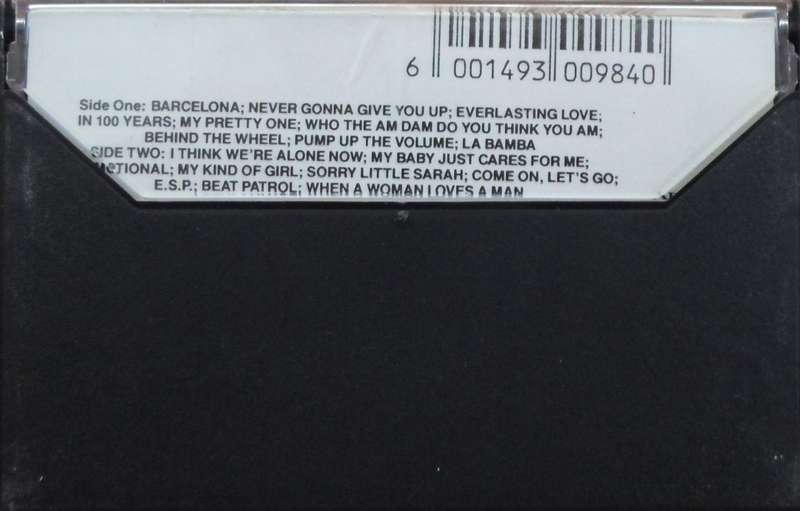 6 001493 009840
Side One: BARCELONA; NEVER GONNA GIVE YOU UP; EVERLASTING LOVE;
IN 100 YEARS; MY PRETTY ONE; WHO THE AM DAM DO YOU THINK YOU AM;
BEHIND THE WHEEL; PUMP UP THE VOLUME; LA BAMBA
SIDE TWO: I THINK WE'RE ALONE NOW; MY BABY JUST CARES FOR ME;
MY KIND OF GIRL; SORRY LITTLE SARAH; COME ON, LET'S GO;
E.S.P.; BEAT PATROL; WHEN A WOMAN LOVES A MAN